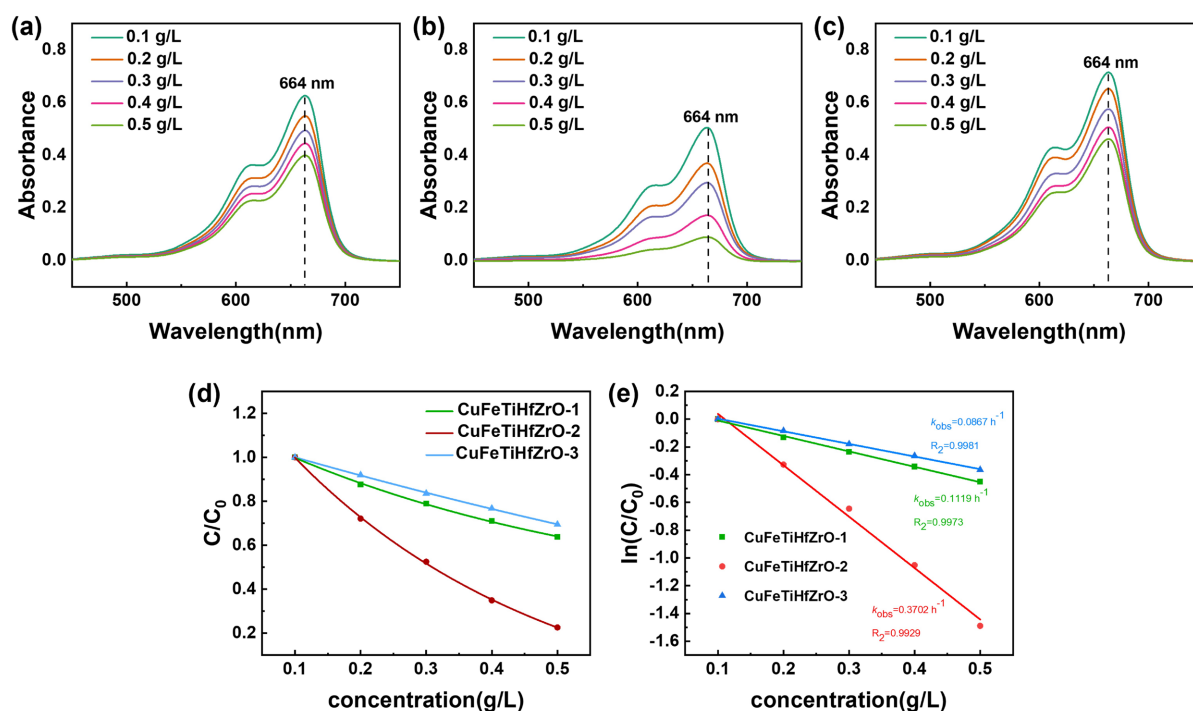 (a)
0.1 g/L
0.2 g/L
0.3 g/L
0.4 g/L
0.5 g/L
664 nm
0.8
0.6
0.4
0.2
0.0
Absorbance
500
600
700
Wavelength(nm)
(b)
0.1 g/L
0.2 g/L
0.3 g/L
0.4 g/L
0.5 g/L
664 nm
0.8
0.6
0.4
0.2
0.0
Absorbance
500
600
700
Wavelength(nm)
(c)
0.1 g/L
0.2 g/L
0.3 g/L
0.4 g/L
0.5 g/L
664 nm
0.8
0.6
0.4
0.2
0.0
Absorbance
500
600
700
Wavelength(nm)
(d)
CuFeTiHfZrO-1
CuFeTiHfZrO-2
CuFeTiHfZrO-3
1.2
1.0
0.8
0.6
0.4
0.2
C/C0
0.1
0.2
0.3
0.4
0.5
concentration(g/L)
(e)
0.2
0.0
-0.2
-0.4
-0.6
-0.8
-1.0
-1.2
-1.4
-1.6
ln(C/C0)
kobs=0.0867 h-1
R2=0.9981
kobs=0.1119 h-1
R2=0.9973
CuFeTiHfZrO-1
CuFeTiHfZrO-2
CuFeTiHfZrO-3
kobs=0.3702 h-1
R2=0.9929
0.1
0.2
0.3
0.4
0.5
concentration(g/L)